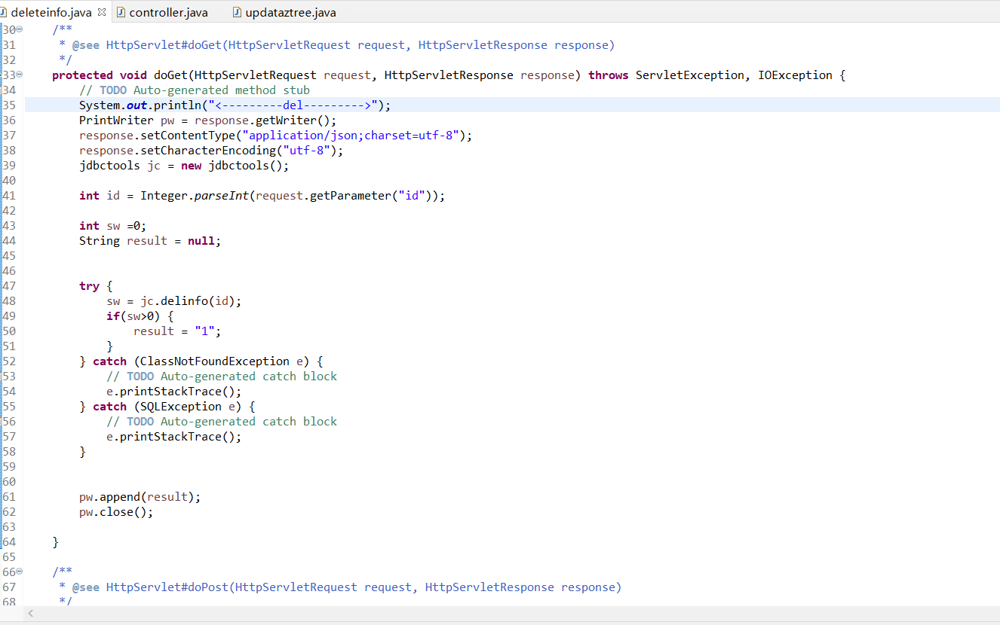 deleteinfo.java controller.java updataztree.java
30 /**
31 * @see HttpServlet#doGet(HttpServletRequest request, HttpServletResponse response)
32 */
33 protected void doGet(HttpServletRequest request, HttpServletResponse response) throws ServletException, IOException {
34 // TODO Auto-generated method stub
35 System.out.println("<---------del--------->");
36 PrintWriter pw = response.getWriter();
37 response.setContentType("application/json;charset=utf-8");
38 response.setCharacterEncoding("utf-8");
39 jdbctools jc = new jdbctools();
40
41 int id = Integer.parseInt(request.getParameter("id"));
42
43 int sw =0;
44 String result = null;
45
46
47 try {
48 sw = jc.delinfo(id);
49 if(sw>0) {
50 result = "1";
51 }
52 } catch (ClassNotFoundException e) {
53 // TODO Auto-generated catch block
54 e.printStackTrace();
55 } catch (SQLException e) {
56 // TODO Auto-generated catch block
57 e.printStackTrace();
58 }
59
60
61 pw.append(result);
62 pw.close();
63
64 }
65
66 /**
67 * @see HttpServlet#doPost(HttpServletRequest request, HttpServletResponse response)
68 */